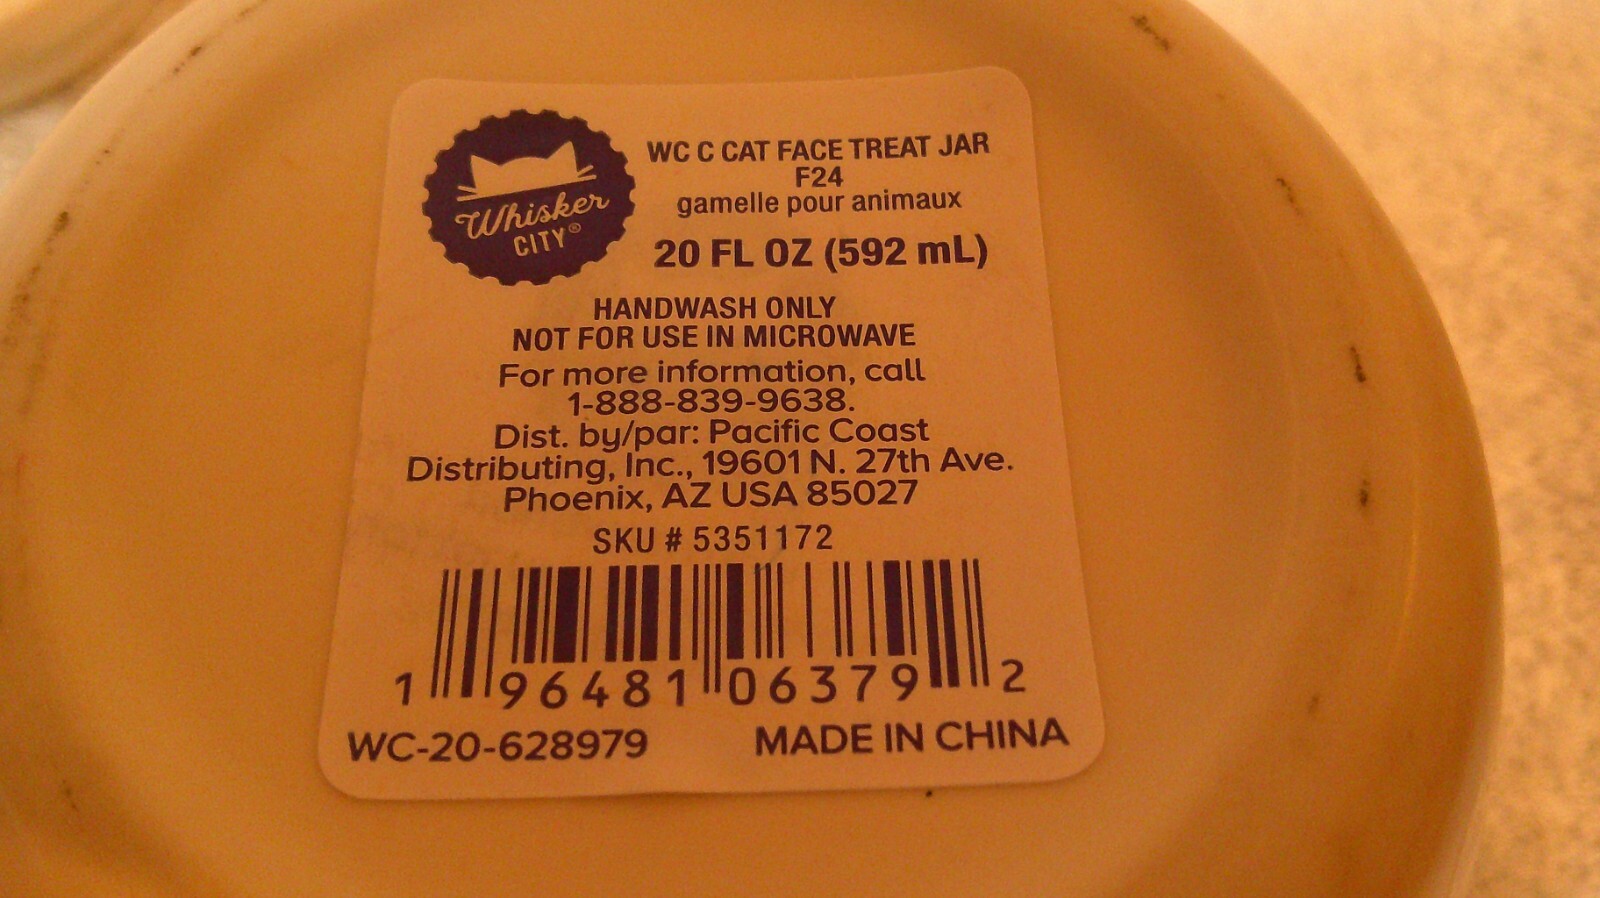 Whisker
CITY®
WC C CAT FACE TREAT JAR
F24
gamelle pour animaux
20 FL OZ (592 mL)
HANDWASH ONLY
NOT FOR USE IN MICROWAVE
For more information, call
1-888-839-9638.
Dist. by/par: Pacific Coast
Distributing, Inc., 19601 N. 27th Ave.
Phoenix, AZ USA 85027
SKU # 5351172
1 96481 06379 2
WC-20-628979 MADE IN CHINA